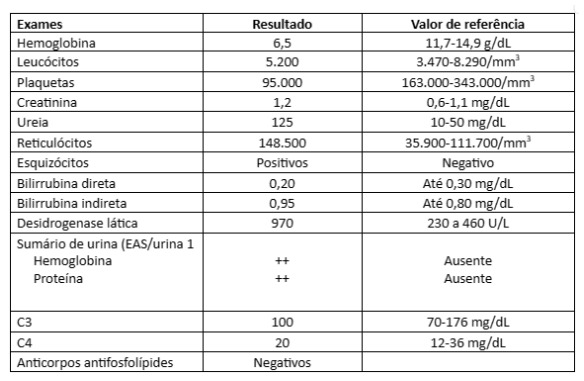 Exames Resultado Valor de referência
Hemoglobina 6,5 11,7-14,9 g/dL
Leucócitos 5.200 3.470-8.290/mm³
Plaquetas 95.000 163.000-343.000/mm³
Creatinina 1,2 0,6-1,1 mg/dL
Ureia 125 10-50 mg/dL
Reticulócitos 148.500 35.900-111.700/mm³
Esquizócitos Positivos Negativo
Bilirrubina direta 0,20 Até 0,30 mg/dL
Bilirrubina indireta 0,95 Até 0,80 mg/dL
Desidrogenase lática 970 230 a 460 U/L
Sumário de urina (EAS/urina 1
Hemoglobina ++ Ausente
Proteína ++ Ausente
C3 100 70-176 mg/dL
C4 20 12-36 mg/dL
Anticorpos antifosfolípides Negativos